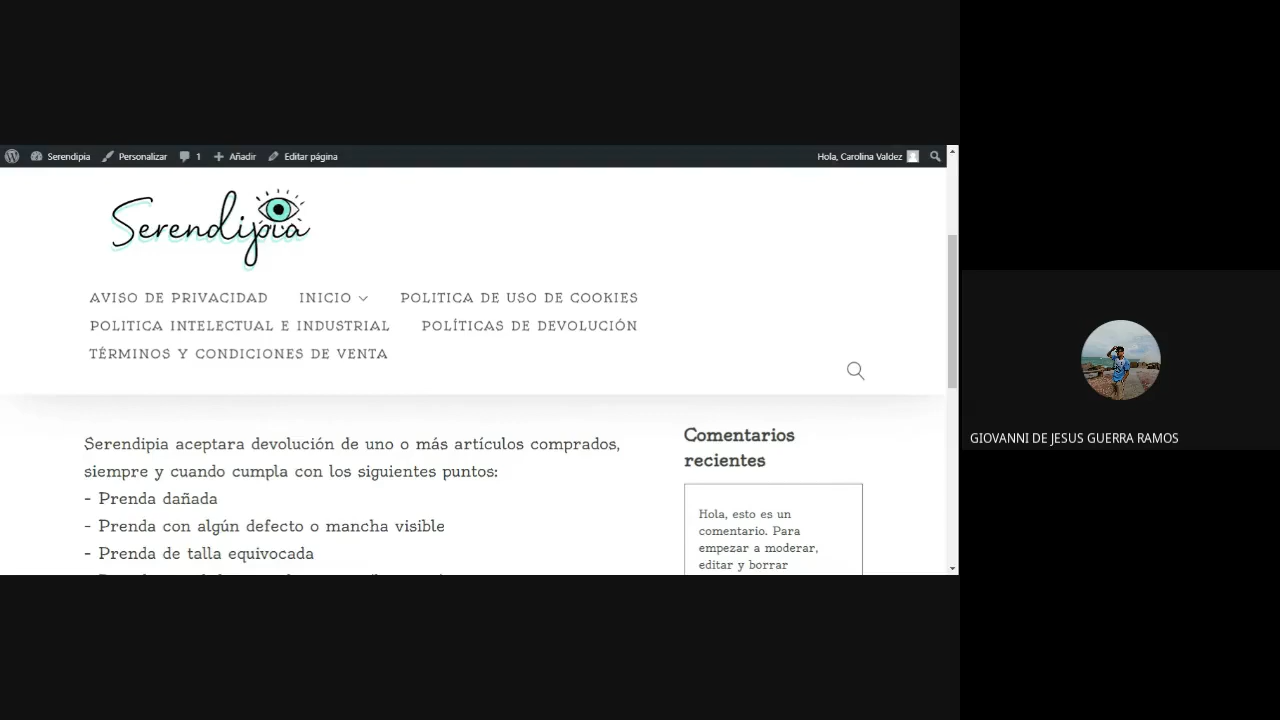 Serendipia
Personalizar
1
Añadir
Editar página
Hola, Carolina Valdez
Serendipia
AVISO DE PRIVACIDAD
INICIO
POLITICA DE USO DE COOKIES
POLITICA INTELECTUAL E INDUSTRIAL
POLÍTICAS DE DEVOLUCIÓN
TÉRMINOS Y CONDICIONES DE VENTA
Serendipia aceptara devolución de uno o más artículos comprados,
siempre y cuando cumpla con los siguientes puntos:
- Prenda dañada
- Prenda con algún defecto o mancha visible
- Prenda de talla equivocada
Comentarios
recientes
Hola, esto es un
comentario. Para
empezar a moderar,
editar y borrar
GIOVANNI DE JESUS GUERRA RAMOS